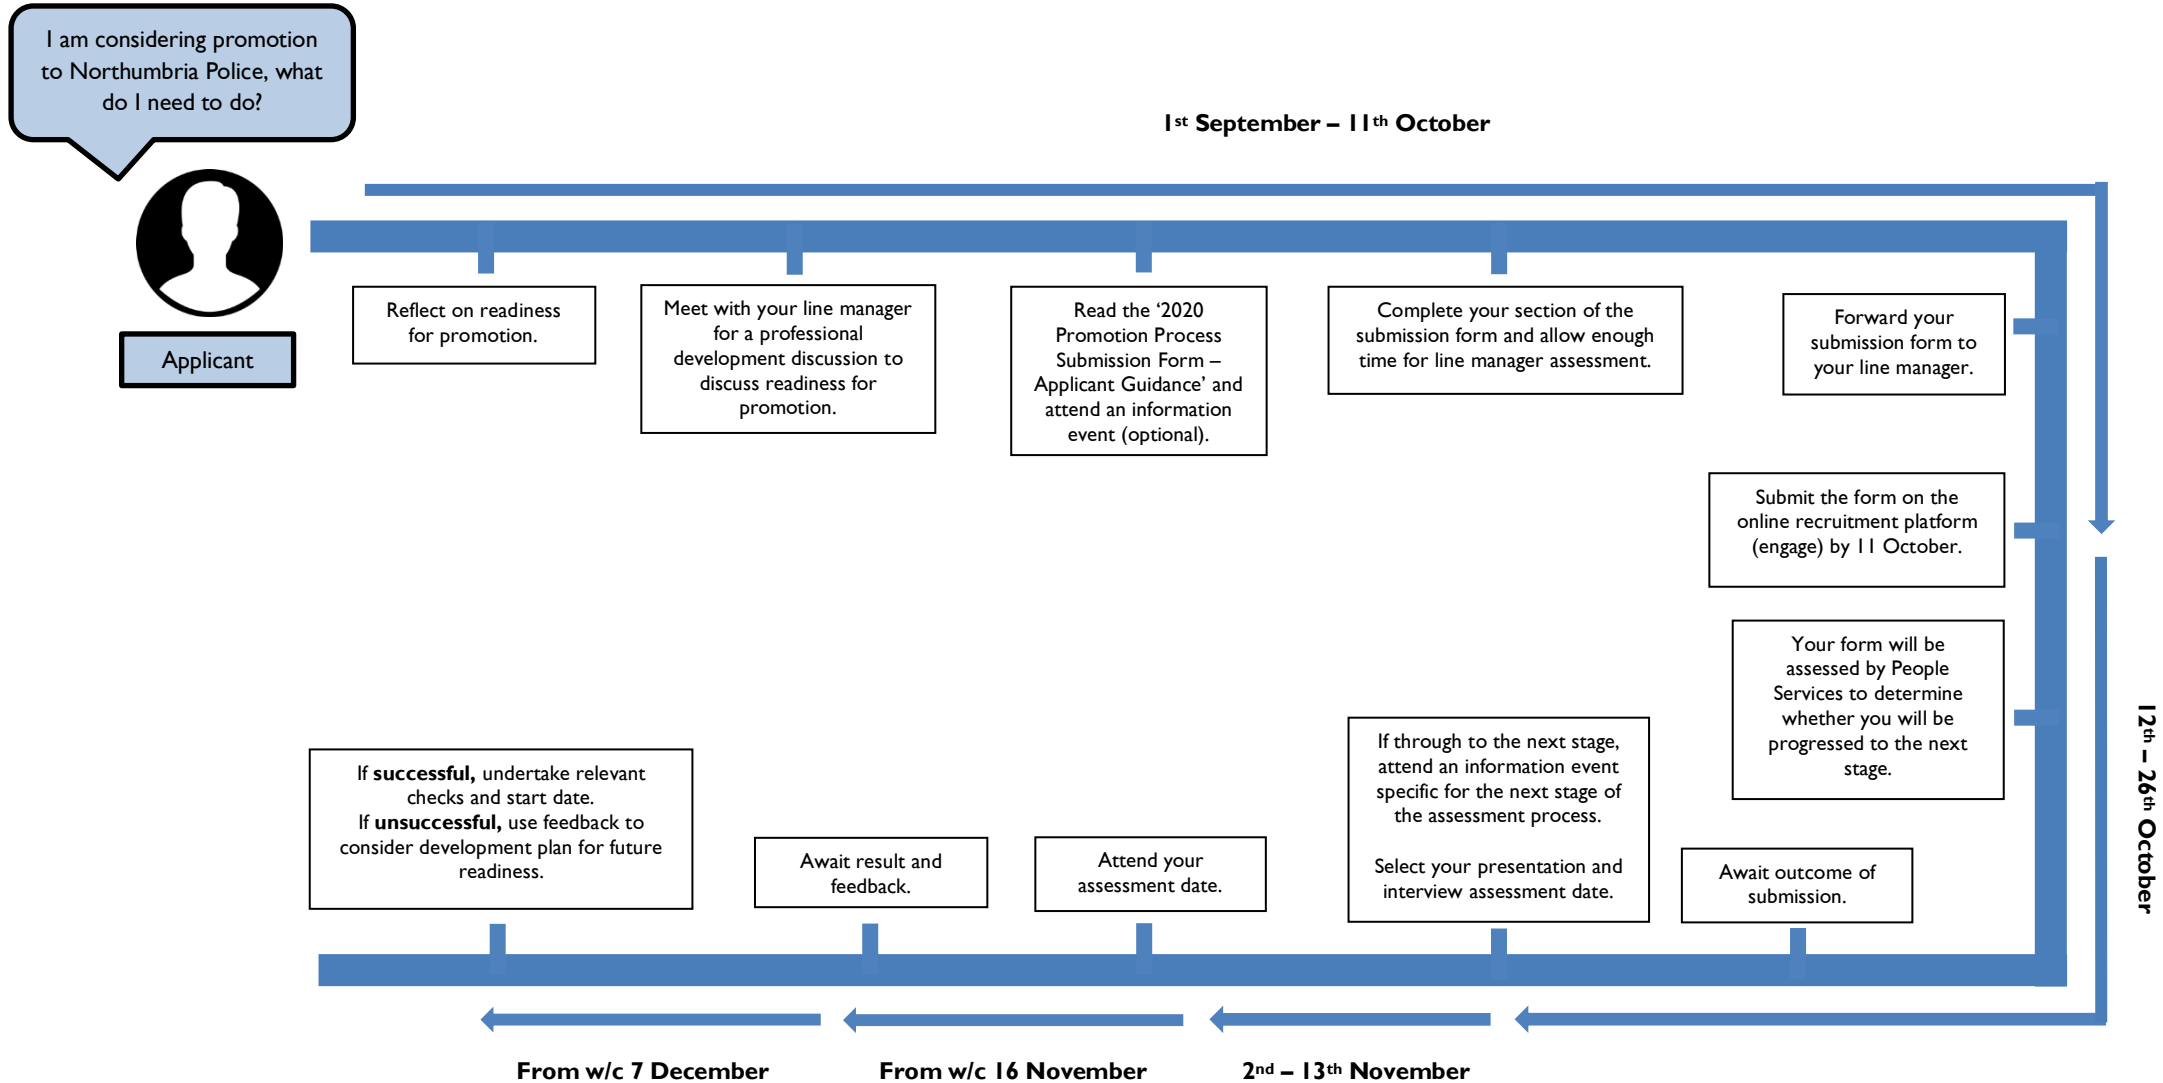 I am considering promotion
to Northumbria Police, what
do I need to do?
Applicant
1st September – 11th October
Reflect on readiness
for promotion.
Meet with your line manager
for a professional
development discussion to
discuss readiness for
promotion.
Read the ‘2020
Promotion Process
Submission Form –
Applicant Guidance’ and
attend an information
event (optional).
Complete your section of the
submission form and allow enough
time for line manager assessment.
Forward your
submission form to
your line manager.
Submit the form on the
online recruitment platform
(engage) by 11 October.
Your form will be
assessed by People
Services to determine
whether you will be
progressed to the next
stage.
12th – 26th October
Await outcome of
submission.
If through to the next stage,
attend an information event
specific for the next stage of
the assessment process.
Select your presentation and
interview assessment date.
Attend your
assessment date.
Await result and
feedback.
If successful, undertake relevant
checks and start date.
If unsuccessful, use feedback to
consider development plan for future
readiness.
From w/c 7 December
From w/c 16 November
2nd – 13th November